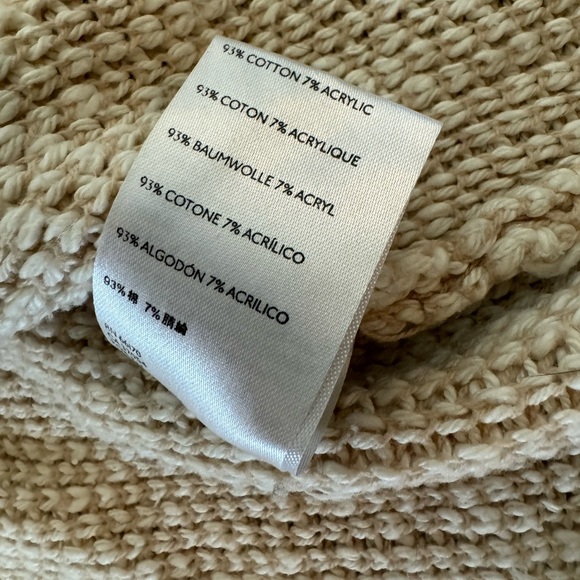 93% COTTON 7% ACRYLIC
93% COTON 7% ACRYLIQUE
93% BAUMWOLLE 7% ACRYL
93% COTONE 7% ACRÍLICO
93% ALGODÓN 7% ACRILICO
93% 棉 7% 腈綸